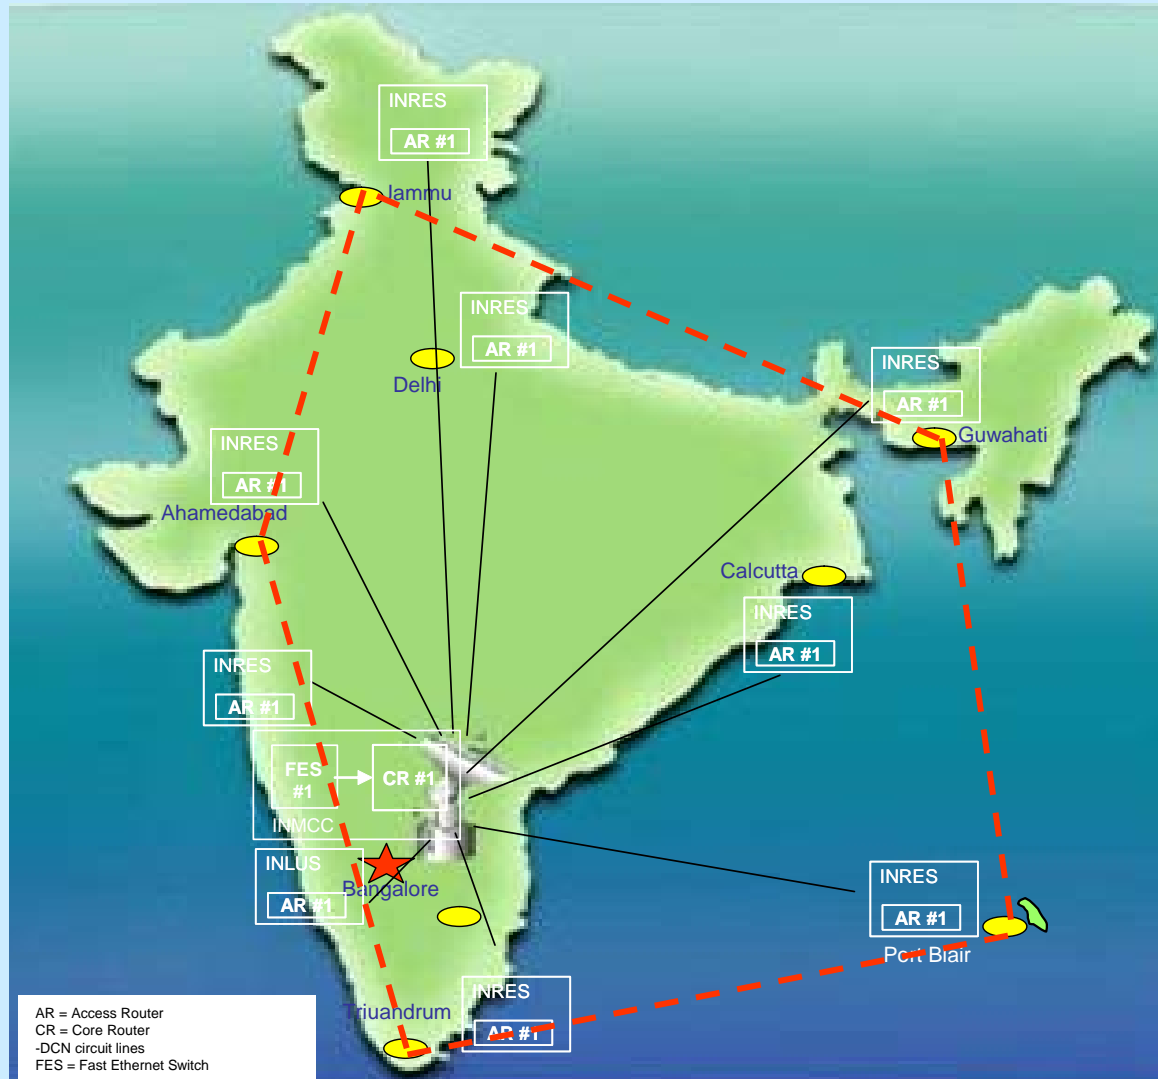 INRES
AR #1
Jammu
INRES
AR #1
Delhi
INRES
AR #1
Guwahati
INRES
AR #1
Ahamedabad
Calcutta
INRES
AR #1
INRES
AR #1
FES
#1
CR #1
INMCC
INLUS
AR #1
Bangalore
INRES
AR #1
Port Blair
INRES
AR #1
Triuandrum
AR = Access Router
CR = Core Router
-DCN circuit lines
FES = Fast Ethernet Switch